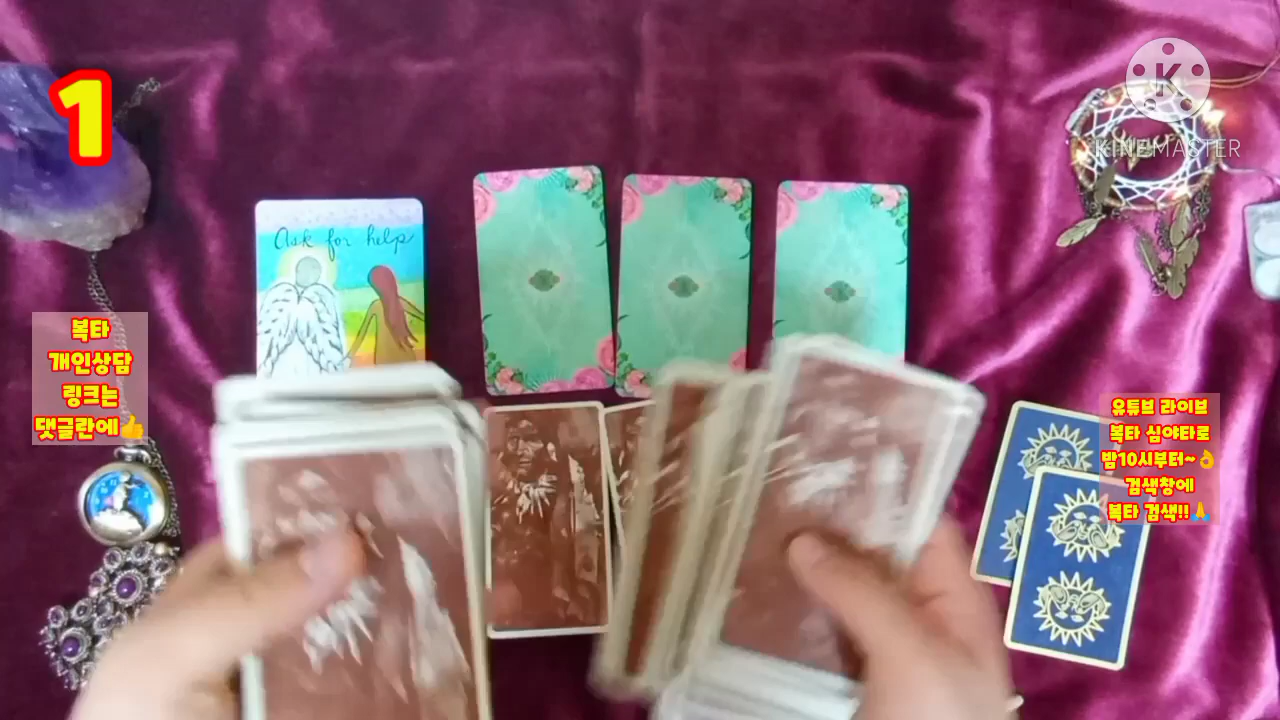 1
K
KINEMASTER
Ask for help
복타
개인상담
링크는
댓글란에👍
유튜브 라이브
복타 심야타로
밤10시부터~👌
검색창에
복타 검색!!🙏